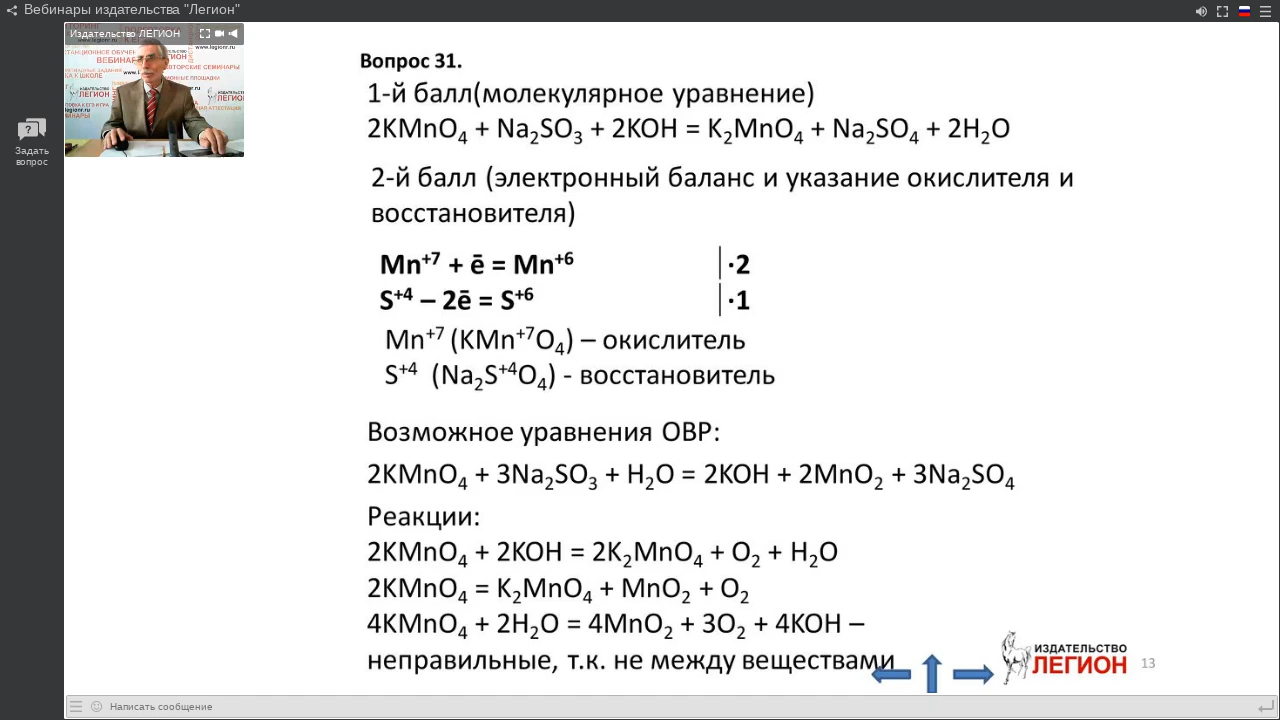 Вебинары издательства "Легион"
Издательство ЛЕГИОН
Задать
вопрос
Вопрос 31.
1-й балл(молекулярное уравнение)
2KMnO₄ + Na₂SO₃ + 2KOH = K₂MnO₄ + Na₂SO₄ + 2H₂O
2-й балл (электронный баланс и указание окислителя и
восстановителя)
Mn⁺⁷ + ē = Mn⁺⁶ |·2
S⁺⁴ – 2ē = S⁺⁶ |·1
Mn⁺⁷ (KMn⁺⁷O₄) – окислитель
S⁺⁴ (Na₂S⁺⁴O₄) - восстановитель
Возможное уравнения ОВР:
2KMnO₄ + 3Na₂SO₃ + H₂O = 2KOH + 2MnO₂ + 3Na₂SO₄
Реакции:
2KMnO₄ + 2KOH = 2K₂MnO₄ + O₂ + H₂O
2KMnO₄ = K₂MnO₄ + MnO₂ + O₂
4KMnO₄ + 2H₂O = 4MnO₂ + 3O₂ + 4KOH –
неправильные, т.к. не между веществами
ИЗДАТЕЛЬСТВО
ЛЕГИОН
13
Написать сообщение